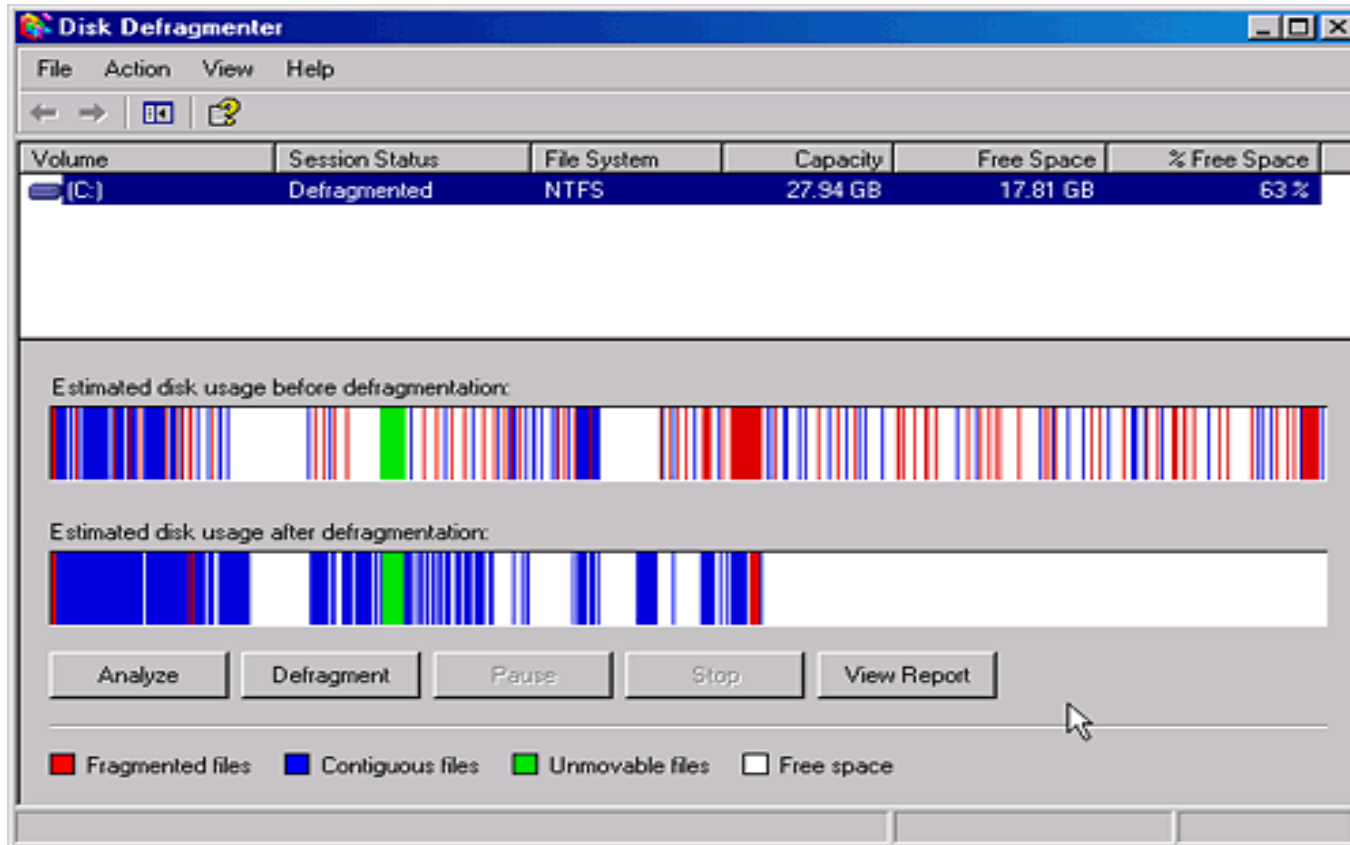 Disk Defragmenter
File Action View Help
Volume Session Status File System Capacity Free Space % Free Space
(C:) Defragmented NTFS 27.94 GB 17.81 GB 63 %
Estimated disk usage before defragmentation:
Estimated disk usage after defragmentation:
Analyze Defragment Pause Stop View Report
Fragmented files Contiguous files Unmovable files Free space